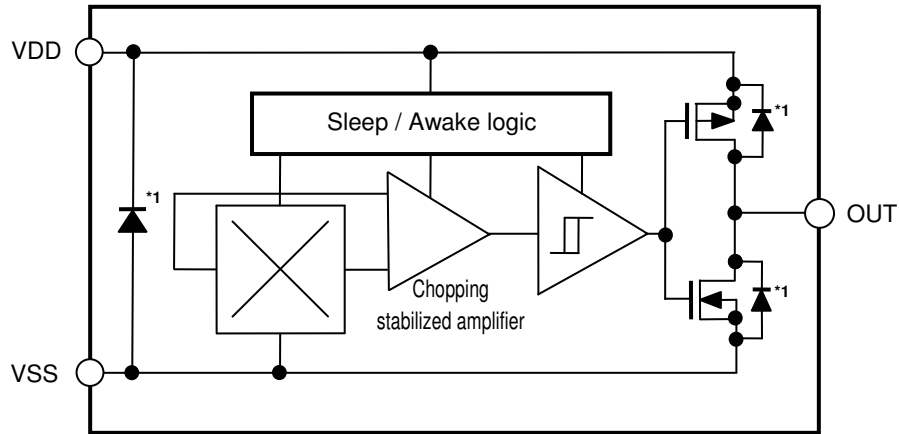 VDD
Sleep / Awake logic
*1
*1
OUT
*1
Chopping
stabilized amplifier
VSS